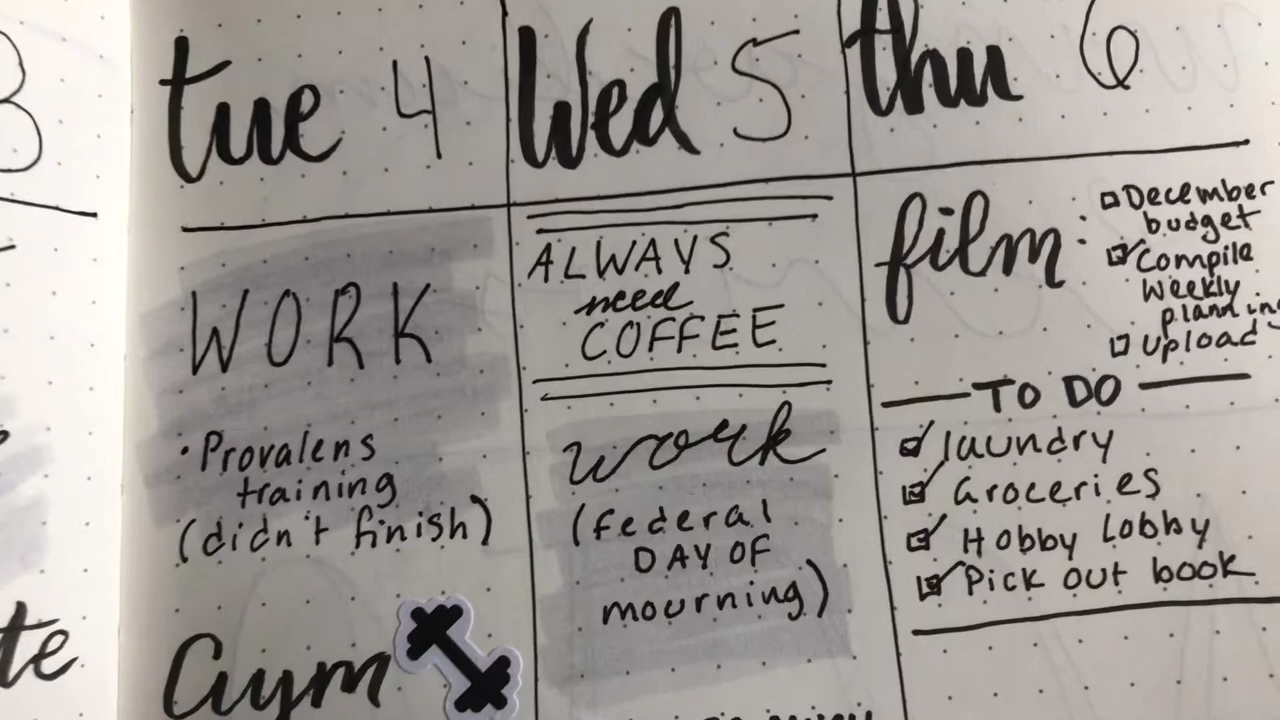 3
tue 4
WORK
• Provalens
training
(didn't finish)
Gym
Wed 5
ALWAYS
need
COFFEE
work
(federal
DAY OF
mourning)
thu 6
film:
December
budget
Compile
Weekly
planning
Upload
TO DO
laundry
Groceries
Hobby Lobby
Pick out book